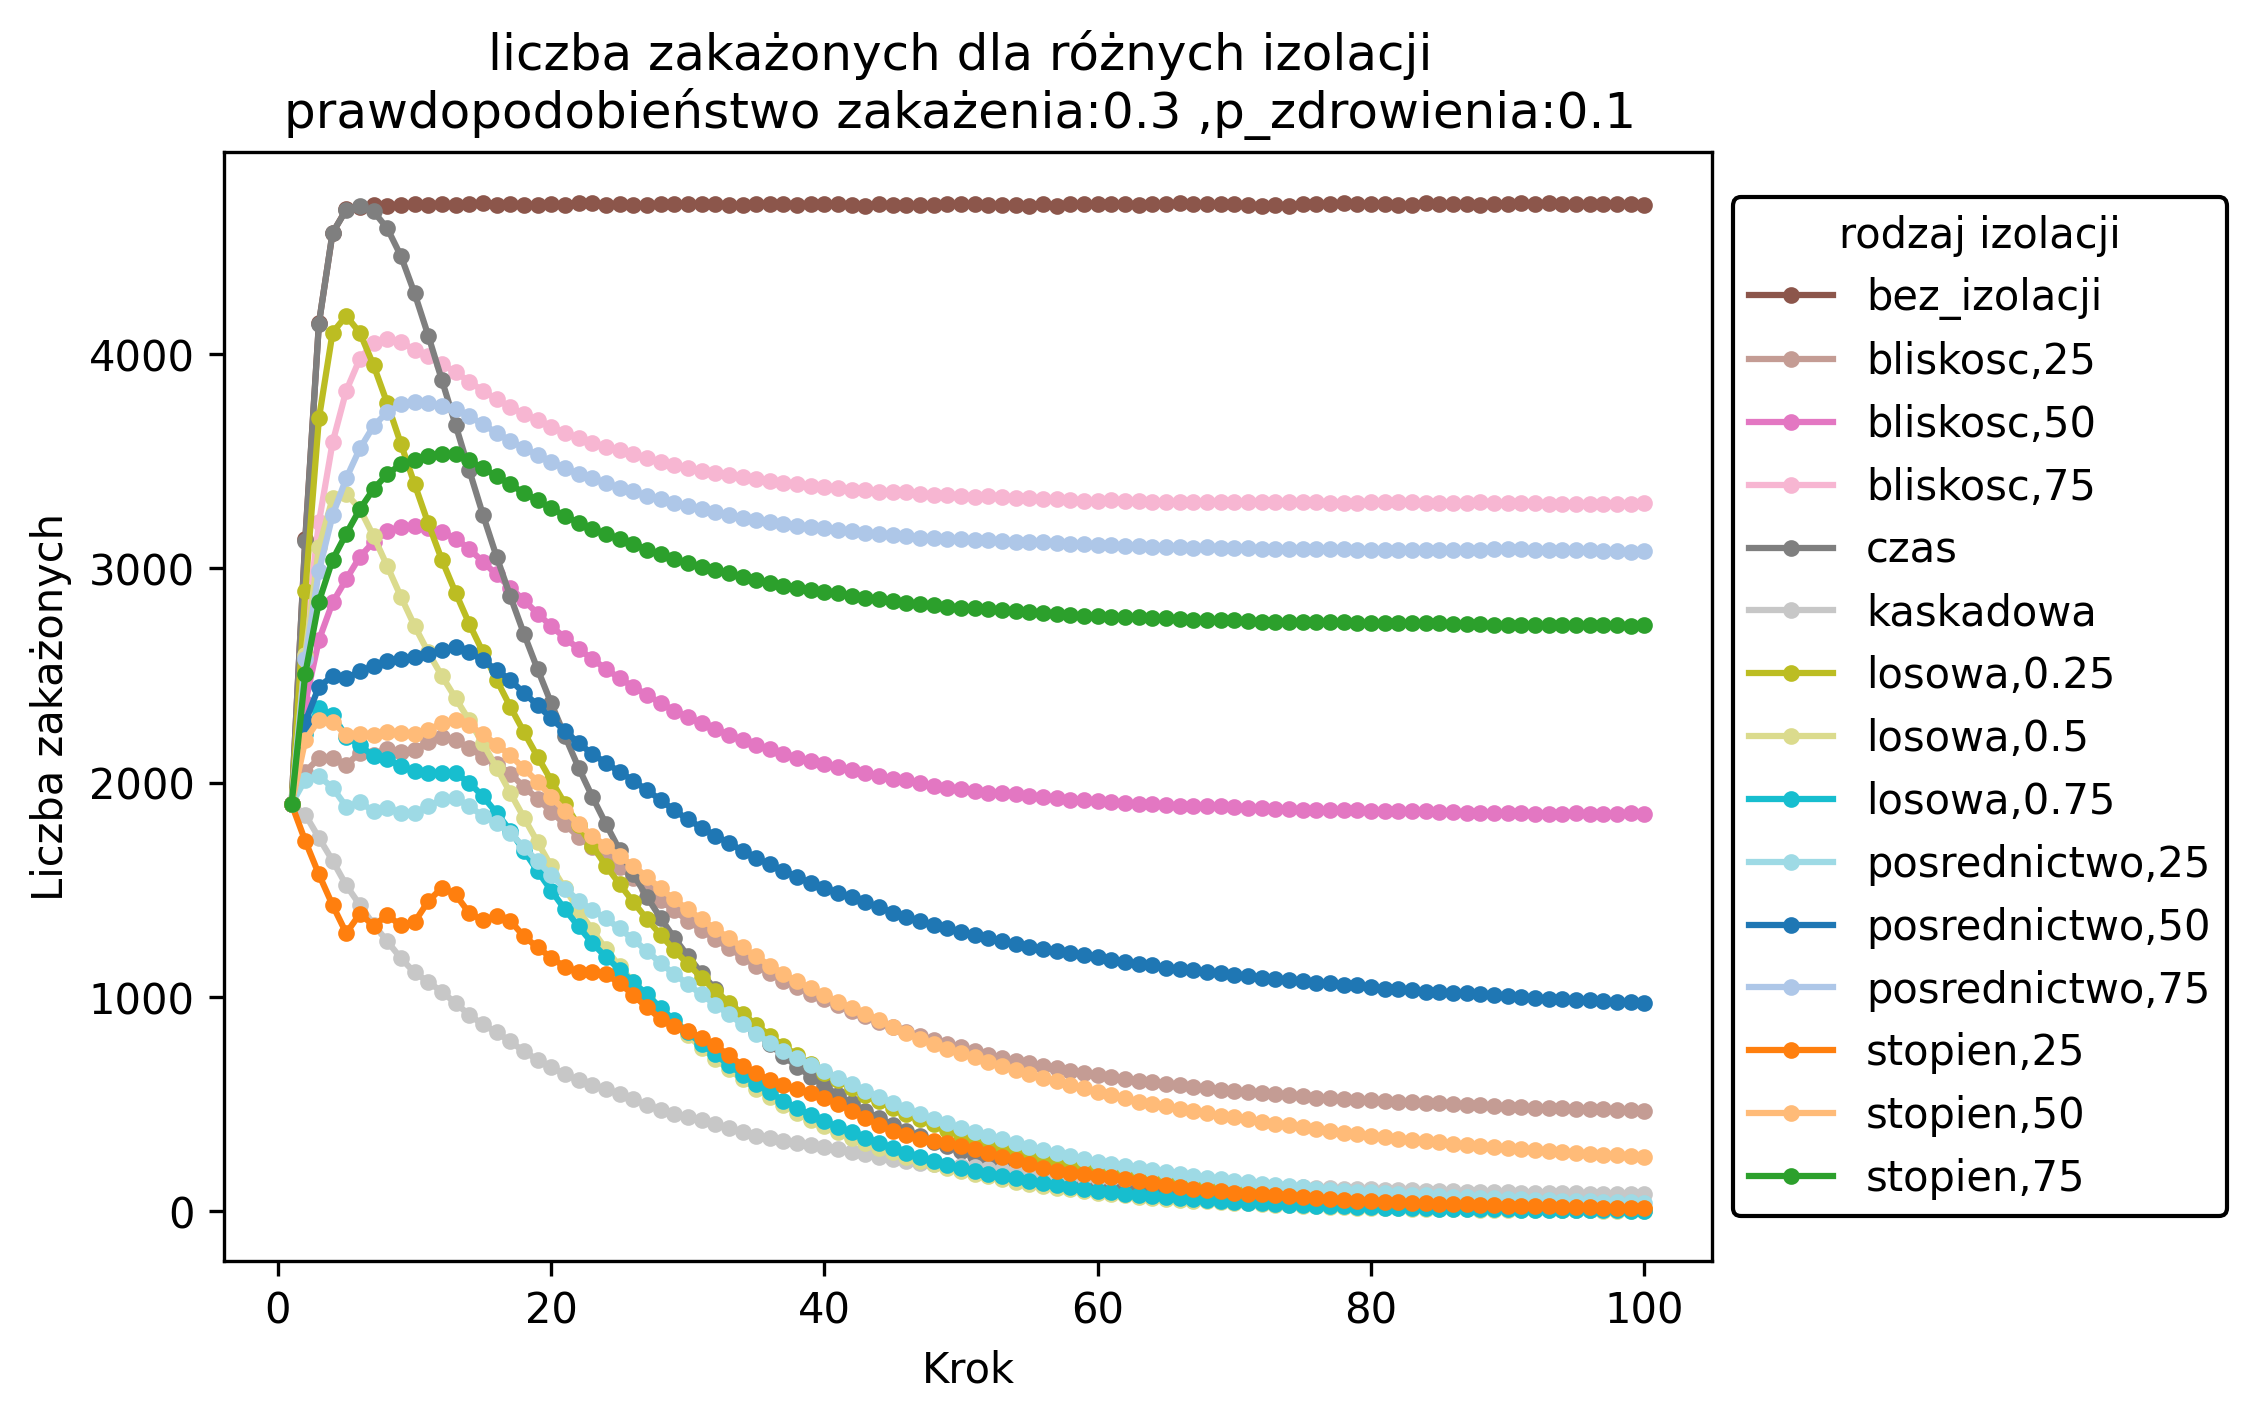 liczba zakażonych dla różnych izolacji
prawdopodobieństwo zakażenia:0.3 ,p_zdrowienia:0.1
Liczba zakażonych
4000
3000
2000
1000
0
0 20 40 60 80 100
Krok
rodzaj izolacji
bez_izolacji
bliskosc,25
bliskosc,50
bliskosc,75
czas
kaskadowa
losowa,0.25
losowa,0.5
losowa,0.75
posrednictwo,25
posrednictwo,50
posrednictwo,75
stopien,25
stopien,50
stopien,75